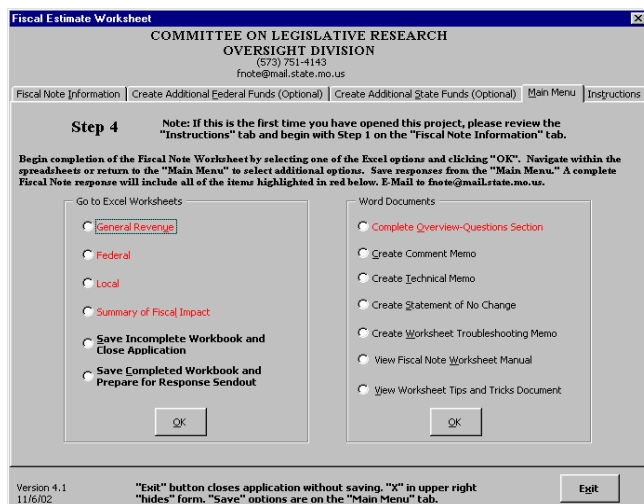 Fiscal Estimate Worksheet
COMMITTEE ON LEGISLATIVE RESEARCH
OVERSIGHT DIVISION
(573) 751-4143
fnote@mail.state.mo.us
Fiscal Note Information
Create Additional Federal Funds (Optional)
Create Additional State Funds (Optional)
Main Menu
Instructions
Step 4
Note: If this is the first time you have opened this project, please review the
"Instructions" tab and begin with Step 1 on the "Fiscal Note Information" tab.
Begin completion of the Fiscal Note Worksheet by selecting one of the Excel options and clicking "OK". Navigate within the
spreadsheets or return to the "Main Menu" to select additional options. Save responses from the "Main Menu." A complete
Fiscal Note response will include all of the items highlighted in red below. E-Mail to fnote@mail.state.mo.us.
Go to Excel Worksheets
General Revenue
Federal
Local
Summary of Fiscal Impact
Save Incomplete Workbook and
Close Application
Save Completed Workbook and
Prepare for Response Sendout
OK
Word Documents
Complete Overview-Questions Section
Create Comment Memo
Create Technical Memo
Create Statement of No Change
Create Worksheet Troubleshooting Memo
View Fiscal Note Worksheet Manual
View Worksheet Tips and Tricks Document
OK
Version 4.1
11/6/02
"Exit" button closes application without saving. "X" in upper right
"hides" form. "Save" options are on the "Main Menu" tab.
Exit